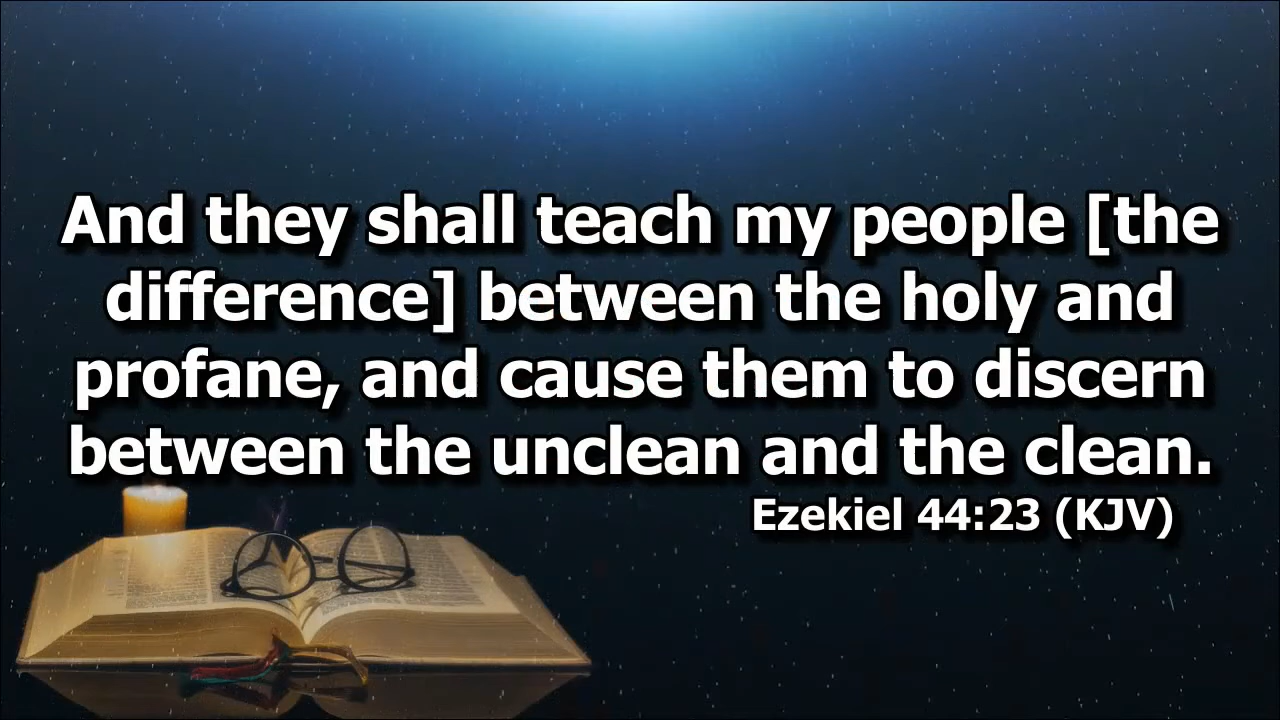 And they shall teach my people [the
difference] between the holy and
profane, and cause them to discern
between the unclean and the clean.
Ezekiel 44:23 (KJV)